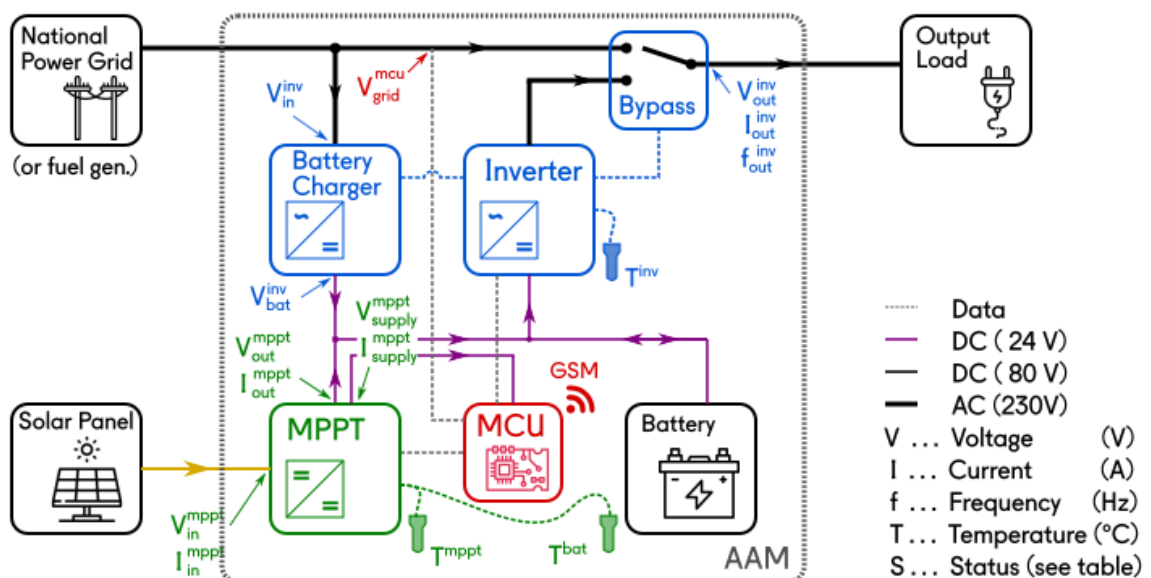 National
Power Grid
(or fuel gen.)
V_in^inv
V_grid^mcu
Bypass
V_out^inv
I_out^inv
f_out^inv
Output
Load
Battery
Charger
Inverter
T^inv
V_bat^inv
V_supply^mppt
I_supply^mppt
V_out^mppt
I_out^mppt
GSM
Solar Panel
MPPT
MCU
Battery
V_in^mppt
I_in^mppt
T^mppt
T^bat
AAM
Data
DC ( 24 V)
DC ( 80 V)
AC (230V)
V ... Voltage (V)
I ... Current (A)
f ... Frequency (Hz)
T ... Temperature (°C)
S ... Status (see table)